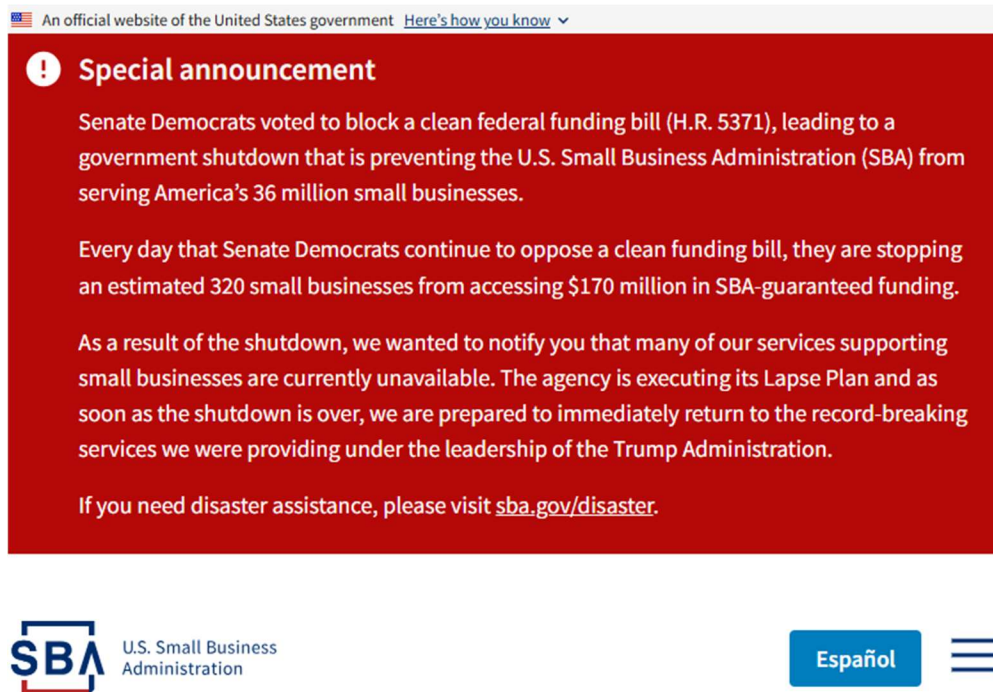 An official website of the United States government Here's how you know
Special announcement
Senate Democrats voted to block a clean federal funding bill (H.R. 5371), leading to a
government shutdown that is preventing the U.S. Small Business Administration (SBA) from
serving America's 36 million small businesses.
Every day that Senate Democrats continue to oppose a clean funding bill, they are stopping
an estimated 320 small businesses from accessing $170 million in SBA-guaranteed funding.
As a result of the shutdown, we wanted to notify you that many of our services supporting
small businesses are currently unavailable. The agency is executing its Lapse Plan and as
soon as the shutdown is over, we are prepared to immediately return to the record-breaking
services we were providing under the leadership of the Trump Administration.
If you need disaster assistance, please visit sba.gov/disaster.
SBA
U.S. Small Business
Administration
Español